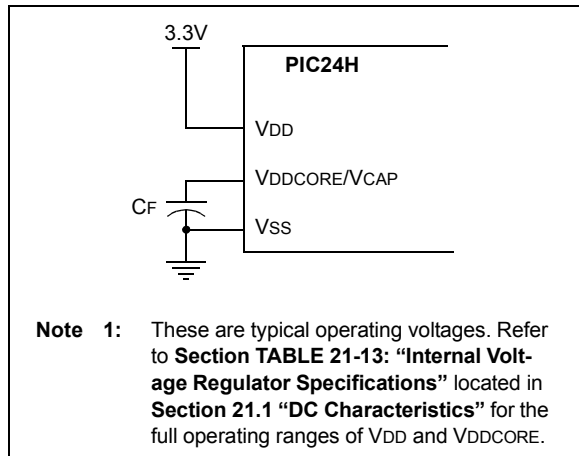 3.3V
PIC24H
VDD
VDDCORE/VCAP
CF
VSS
Note 1: These are typical operating voltages. Refer
to Section TABLE 21-13: “Internal Volt-
age Regulator Specifications” located in
Section 21.1 “DC Characteristics” for the
full operating ranges of VDD and VDDCORE.